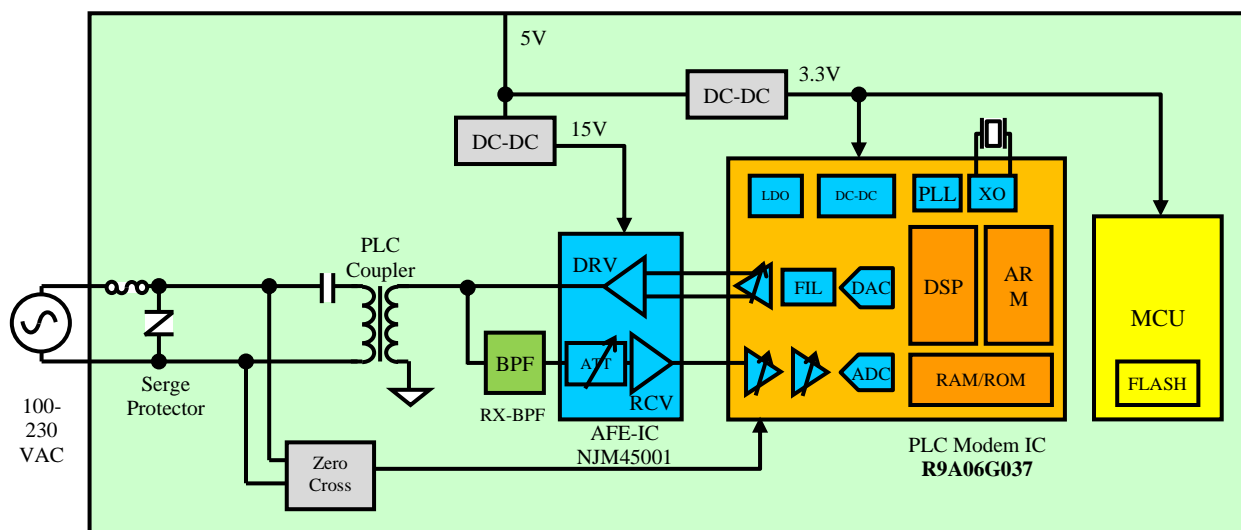 5V
3.3V
DC-DC
DC-DC
15V
LDO
DC-DC
PLL
XO
PLC
Coupler
DRV
FIL
DAC
DSP
AR
M
MCU
BPF
ATT
RCV
ADC
RAM/ROM
FLASH
Serge
Protector
RX-BPF
100-
230
VAC
AFE-IC
NJM45001
PLC Modem IC
R9A06G037
Zero
Cross